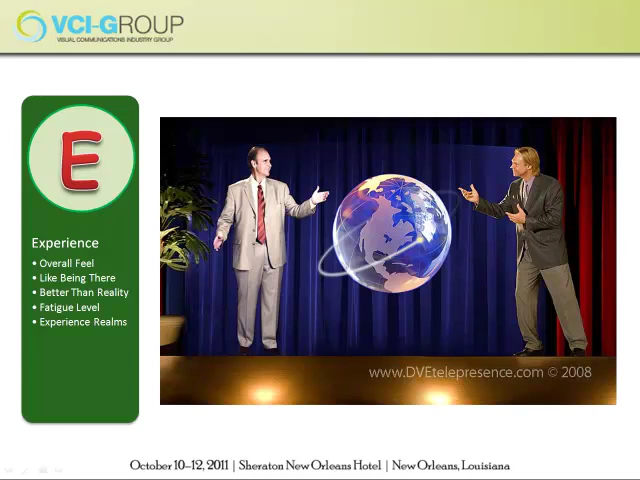 VCI-GROUP
VISUAL COMMUNICATIONS INDUSTRY GROUP
E
Experience
• Overall Feel
• Like Being There
• Better Than Reality
• Fatigue Level
• Experience Realms
www.DVEtelepresence.com © 2008
October 10-12, 2011 | Sheraton New Orleans Hotel | New Orleans, Louisiana